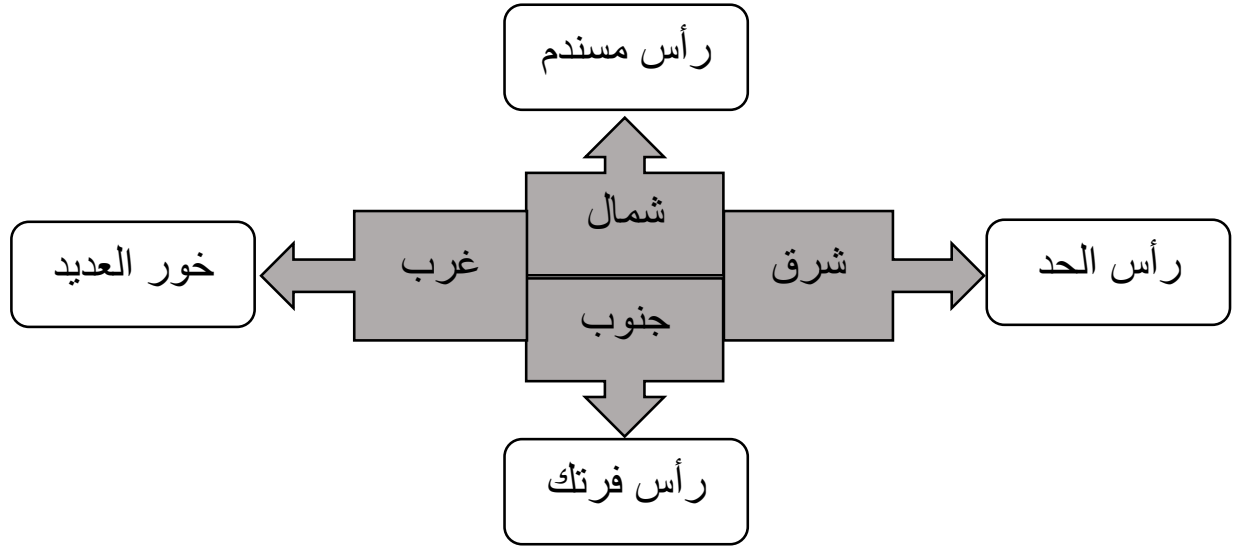 رأس مسندم
شمال
رأس الحد
شرق
غرب
خور العديد
جنوب
رأس فرتك